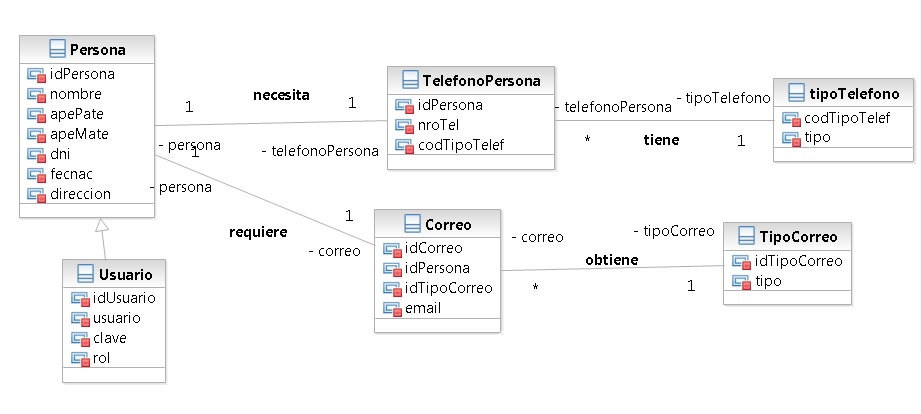 Persona
idPersona
nombre
apePate
apeMate
dni
fecnac
direccion
necesita
1
1
- persona
- telefonoPersona
TelefonoPersona
idPersona
nroTel
codTipoTelef
- telefonoPersona
- tipoTelefono
*
tiene
1
tipoTelefono
codTipoTelef
tipo
1
- persona
requiere
1
- correo
Correo
idCorreo
idPersona
idTipoCorreo
email
- correo
- tipoCorreo
obtiene
*
1
TipoCorreo
idTipoCorreo
tipo
Usuario
idUsuario
usuario
clave
rol